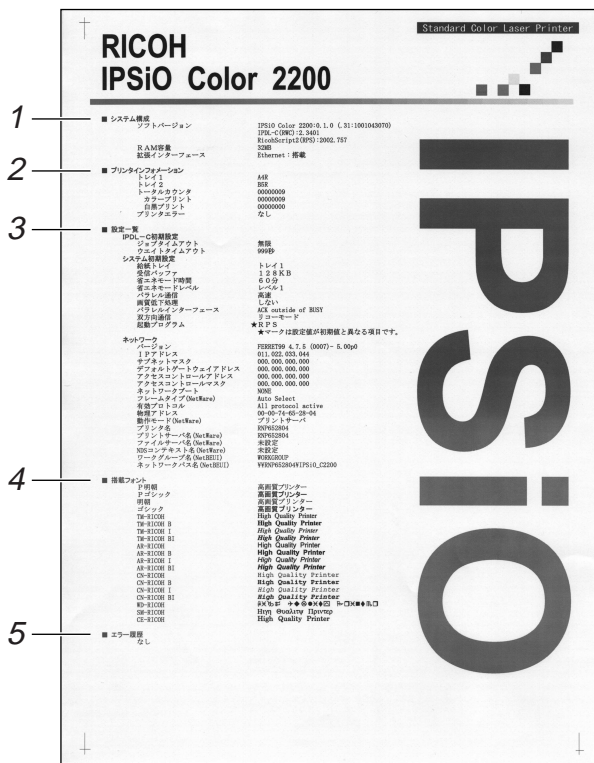 Standard Color Laser Printer
RICOH
IPSiO Color 2200
IPSiO
1
■ システム構成
ソフトバージョン IPSiO Color 2200:0.1.0 (.31:1001043070)
IPDL-C(RWC):2.3401
RicohScript2(RPS):2002.757
RAM容量 32MB
拡張インターフェース Ethernet：搭載
2
■ プリンタインフォメーション
トレイ1 A4R
トレイ2 B5R
トータルカウンタ 00000009
カラープリント 00000009
白黒プリント 00000000
プリンタエラー なし
3
■ 設定一覧
IPDL-C初期設定
ジョブタイムアウト 無限
ウエイトタイムアウト 999秒
システム初期設定
給紙トレイ トレイ1
受信バッファ 128KB
省エネモード時間 60分
省エネモードレベル レベル1
パラレル通信 高速
画質低下処理 しない
パラレルインターフェース ACK outside of BUSY
双方向通信 リコーモード
起動プログラム ★RPS
★マークは設定値が初期値と異なる項目です。
ネットワーク
バージョン FERRET99 4.7.5 (0007)- 5.00p0
IPアドレス 011.022.033.044
サブネットマスク 000.000.000.000
デフォルトゲートウェイアドレス 000.000.000.000
アクセスコントロールアドレス 000.000.000.000
アクセスコントロールマスク 000.000.000.000
ネットワークブート NONE
フレームタイプ(NetWare) Auto Select
有効プロトコル All protocol active
物理アドレス 00-00-74-65-28-04
動作モード(NetWare) プリントサーバ
プリンタ名 RNP652804
プリントサーバ名(NetWare) RNP652804
ファイルサーバ名(NetWare) 未設定
NDSコンテキスト名(NetWare) 未設定
ワークグループ名(NetBEUI) WORKGROUP
ネットワークパス名(NetBEUI) ¥¥RNP652804¥IPSiO_C2200
4
■ 搭載フォント
P明朝 高画質プリンター
Pゴシック 高画質プリンター
明朝 高画質プリンター
ゴシック 高画質プリンター
TM-RICOH High Quality Printer
TM-RICOH B High Quality Printer
TM-RICOH I High Quality Printer
TM-RICOH BI High Quality Printer
AR-RICOH High Quality Printer
AR-RICOH B High Quality Printer
AR-RICOH I High Quality Printer
AR-RICOH BI High Quality Printer
CN-RICOH High Quality Printer
CN-RICOH B High Quality Printer
CN-RICOH I High Quality Printer
CN-RICOH BI High Quality Printer
WD-RICOH
SM-RICOH Ηιγη Θυαλιτψ Πριντερ
CE-RICOH High Quality Printer
5
■ エラー履歴
なし